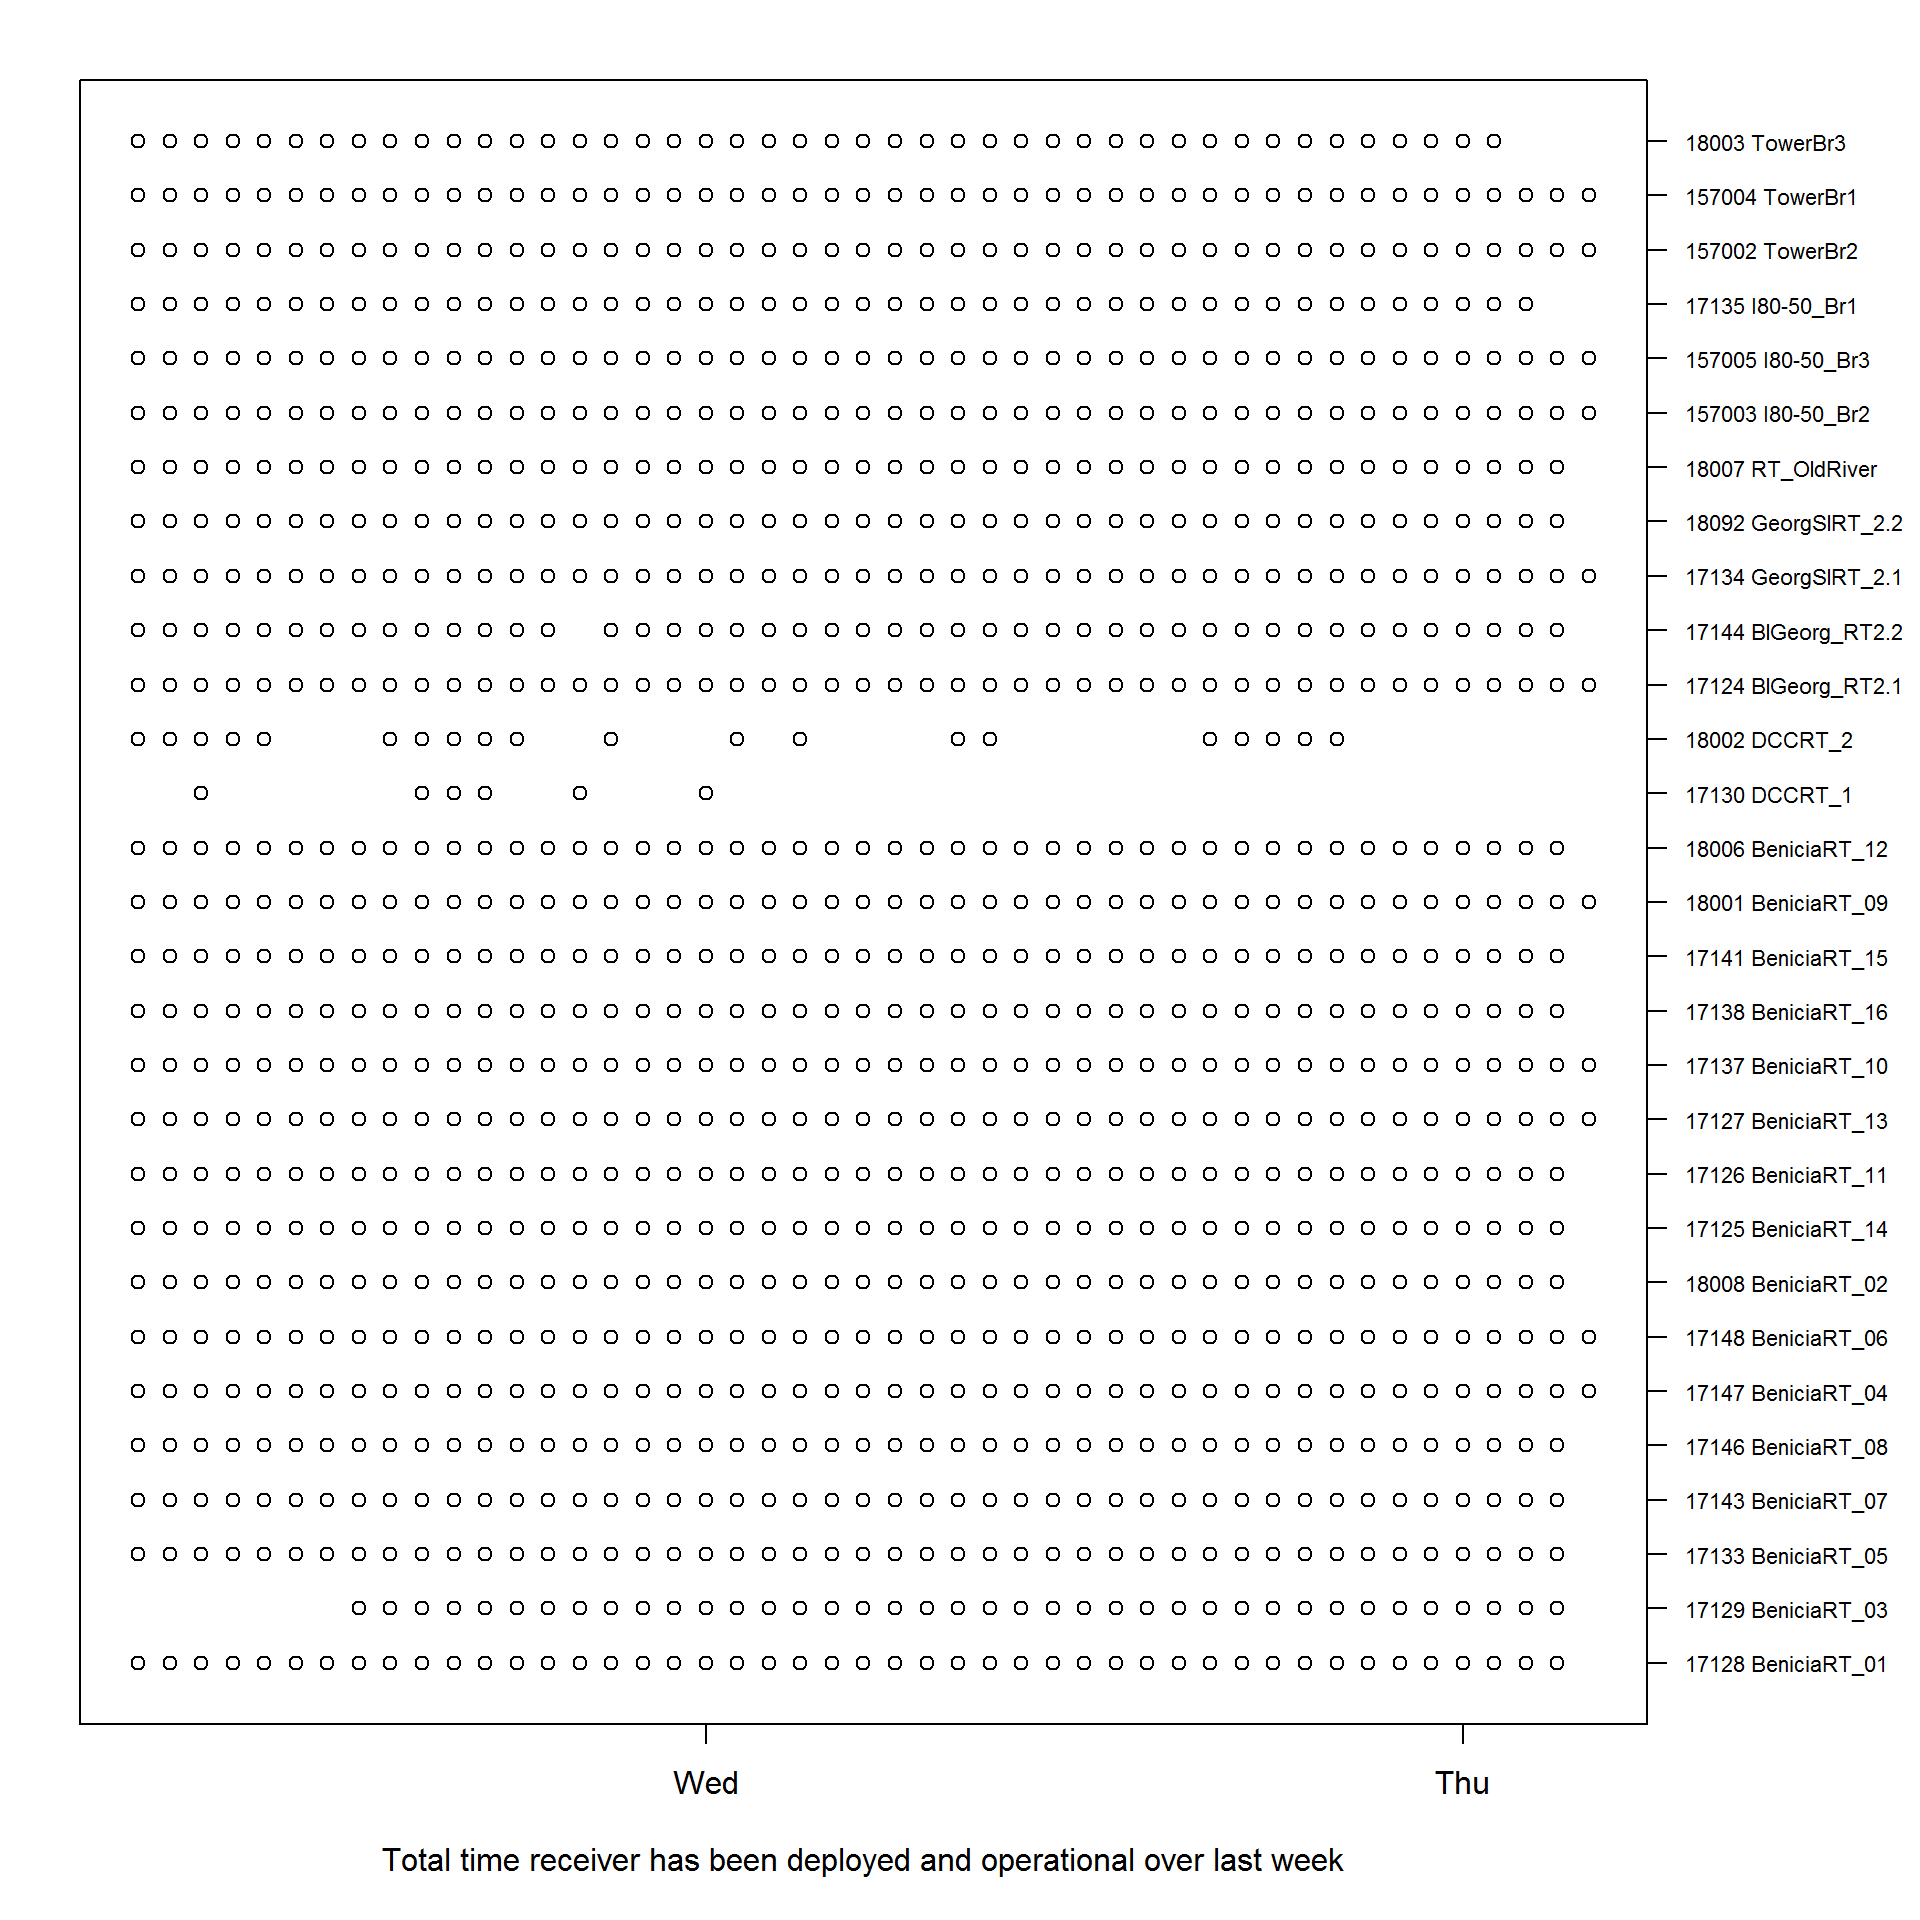 18003 TowerBr3
157004 TowerBr1
157002 TowerBr2
17135 I80-50_Br1
157005 I80-50_Br3
157003 I80-50_Br2
18007 RT_OldRiver
18092 GeorgSlRT_2.2
17134 GeorgSlRT_2.1
17144 BlGeorg_RT2.2
17124 BlGeorg_RT2.1
18002 DCCRT_2
17130 DCCRT_1
18006 BeniciaRT_12
18001 BeniciaRT_09
17141 BeniciaRT_15
17138 BeniciaRT_16
17137 BeniciaRT_10
17127 BeniciaRT_13
17126 BeniciaRT_11
17125 BeniciaRT_14
18008 BeniciaRT_02
17148 BeniciaRT_06
17147 BeniciaRT_04
17146 BeniciaRT_08
17143 BeniciaRT_07
17133 BeniciaRT_05
17129 BeniciaRT_03
17128 BeniciaRT_01
Wed Thu
Total time receiver has been deployed and operational over last week